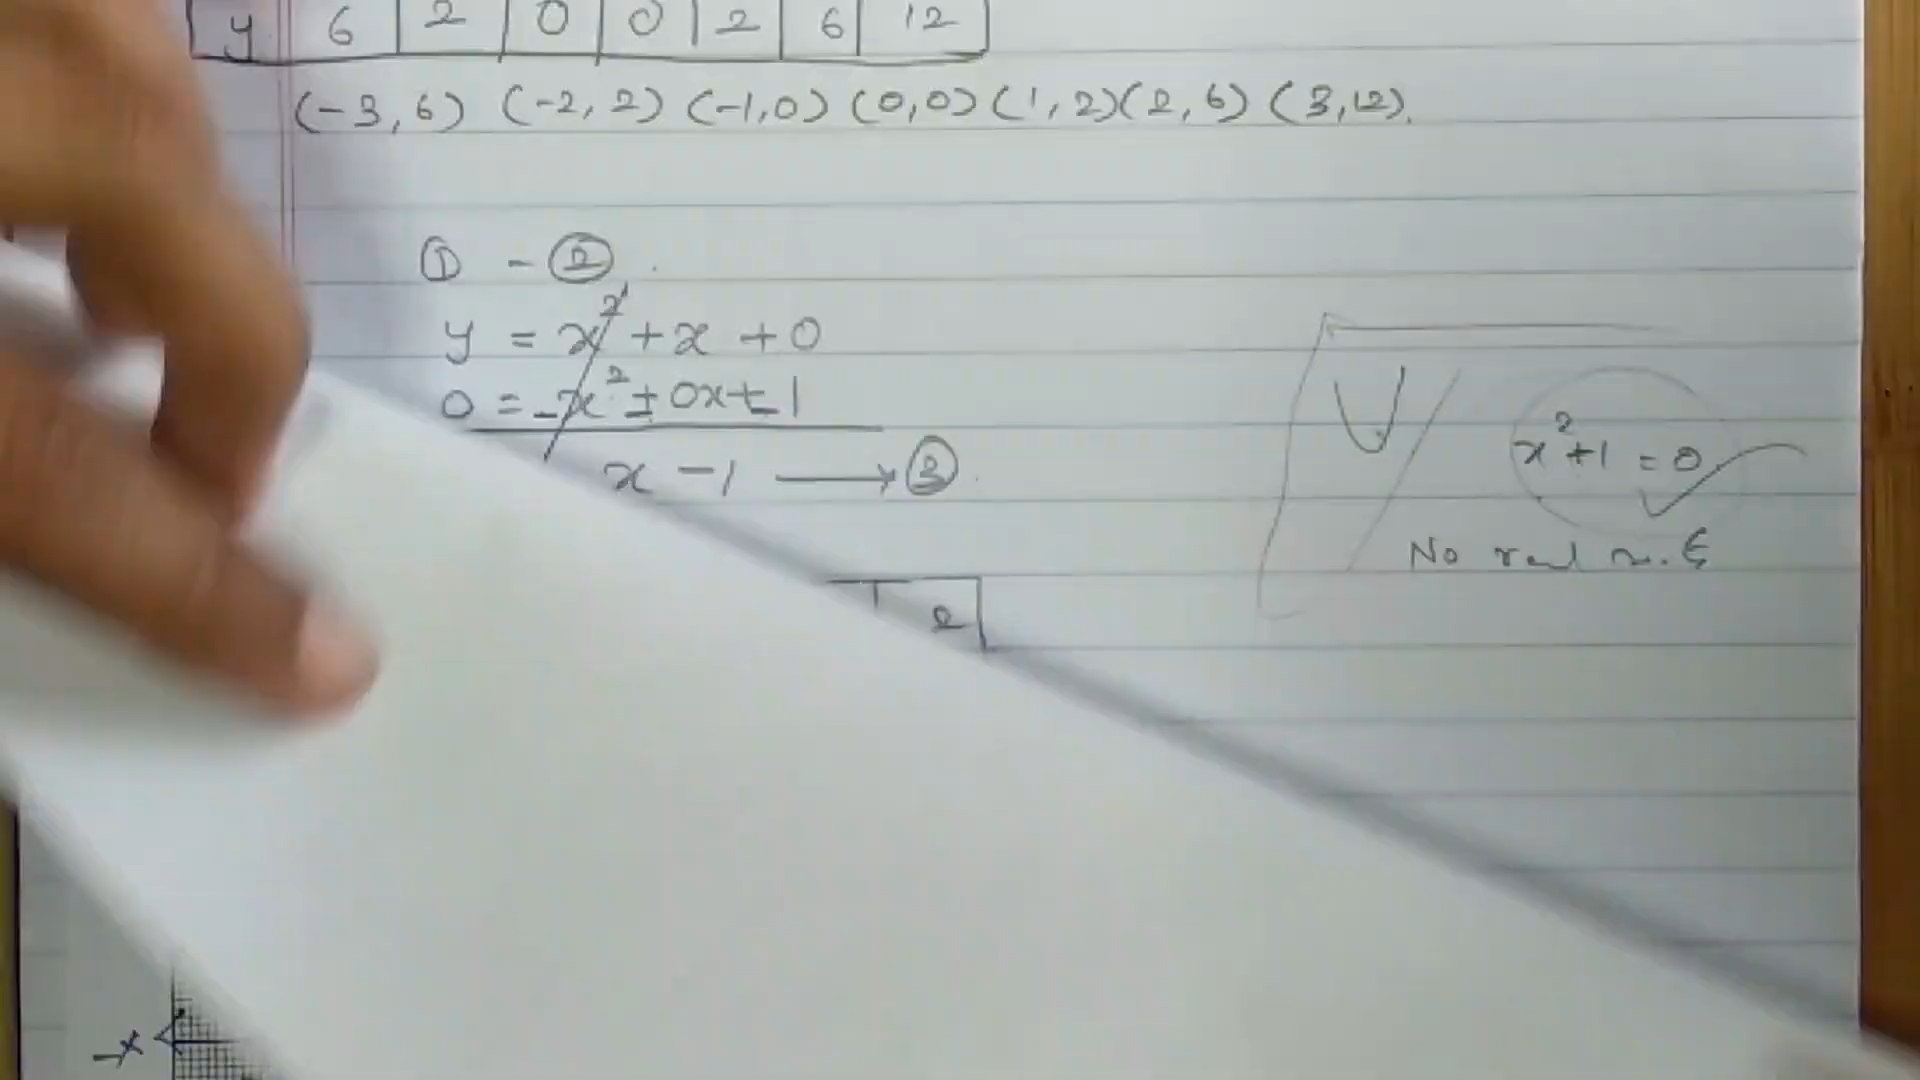 y 6 2 0 0 2 6 12
(-3,6) (-2,2) (-1,0) (0,0) (1,2) (2,6) (3,12).
① - ②.
y = x² + x + 0
0 = -x² ± 0x ± 1
x - 1 → ③
x² + 1 = 0
No
2
-x